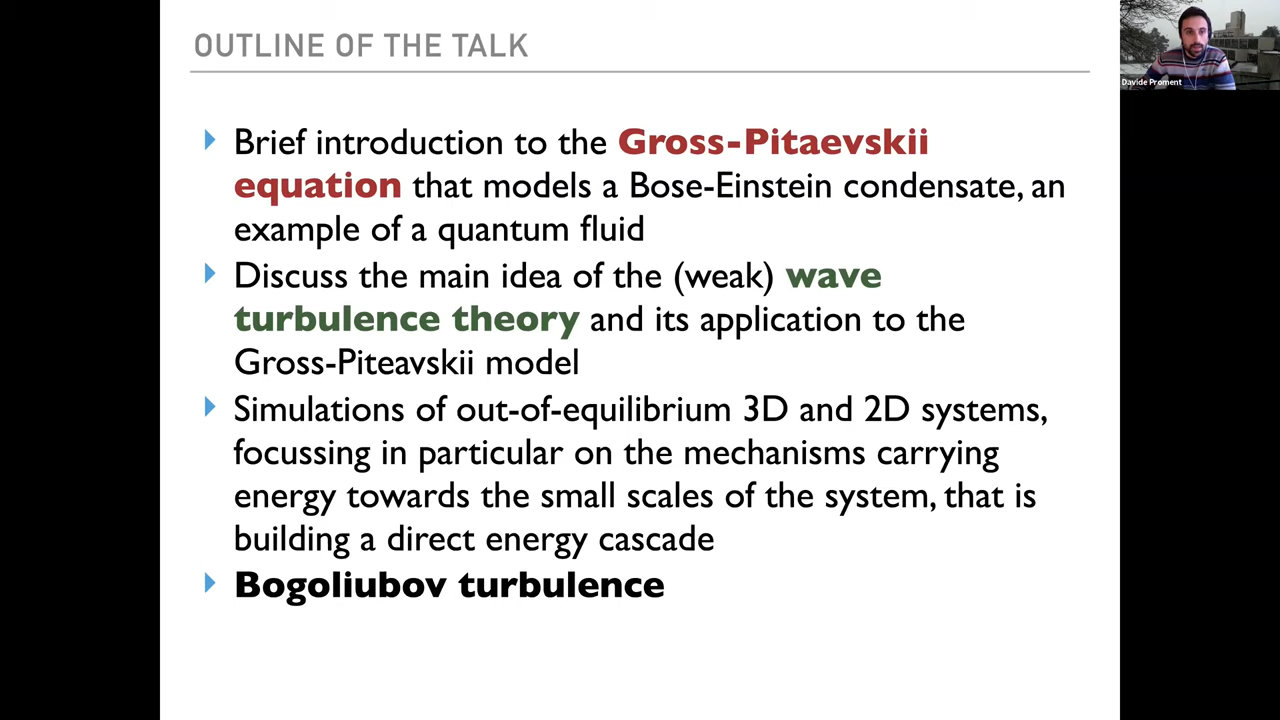 OUTLINE OF THE TALK
Davide Proment
Brief introduction to the Gross-Pitaevskii
equation that models a Bose-Einstein condensate, an
example of a quantum fluid
Discuss the main idea of the (weak) wave
turbulence theory and its application to the
Gross-Piteavskii model
Simulations of out-of-equilibrium 3D and 2D systems,
focussing in particular on the mechanisms carrying
energy towards the small scales of the system, that is
building a direct energy cascade
Bogoliubov turbulence